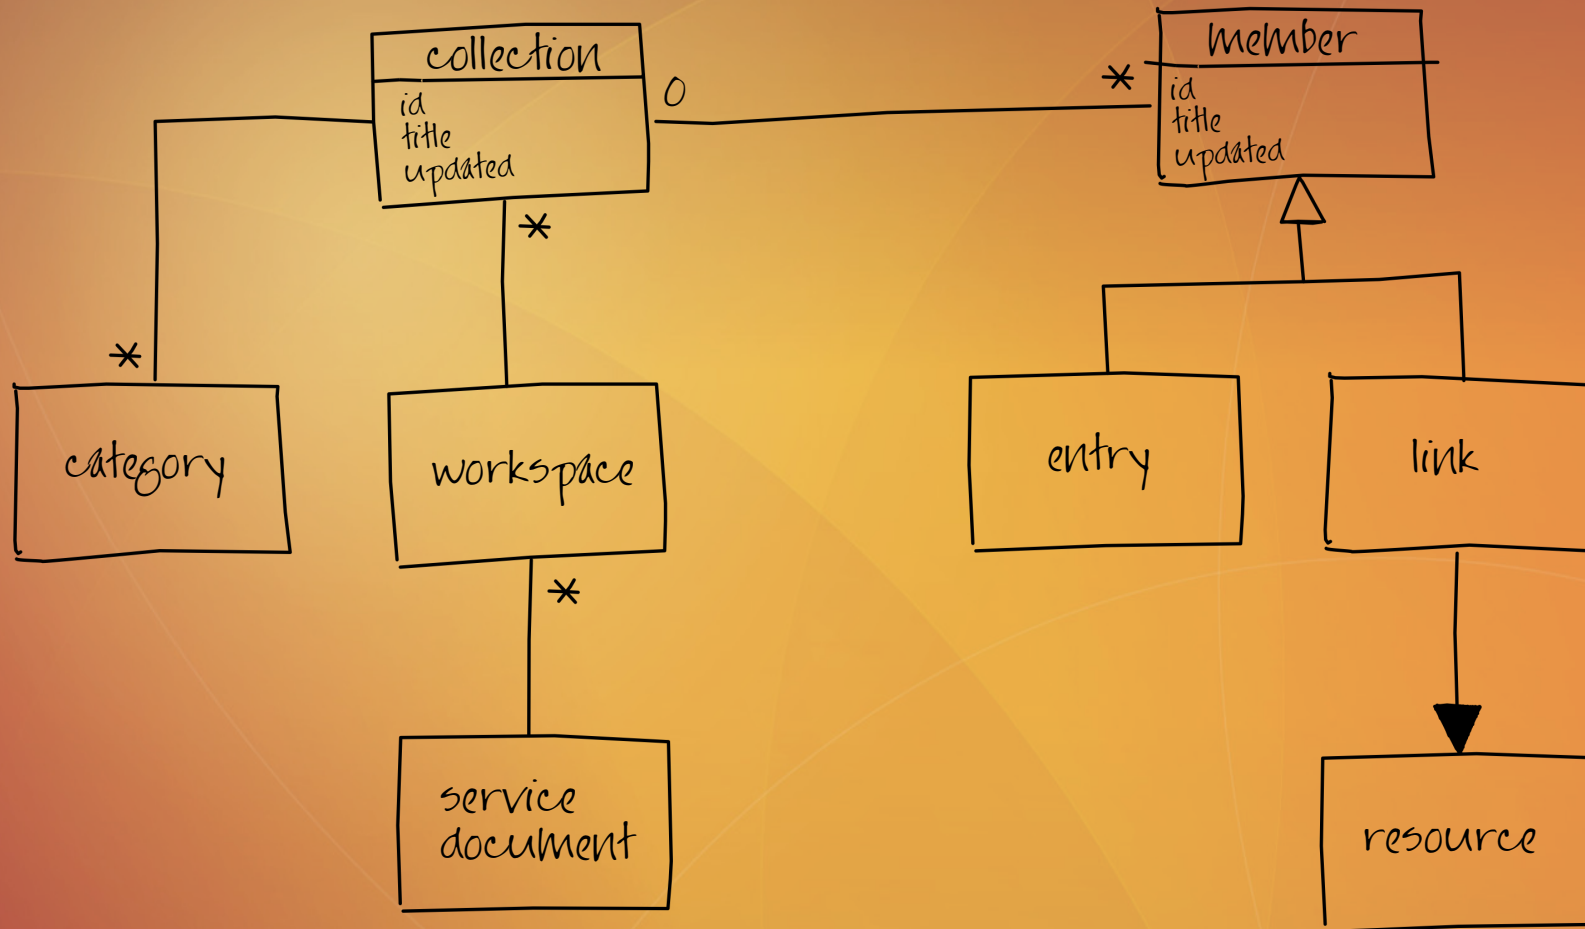 collection
id
title
updated
0
*
member
id
title
updated
*
*
category
workspace
entry
link
*
service
document
resource